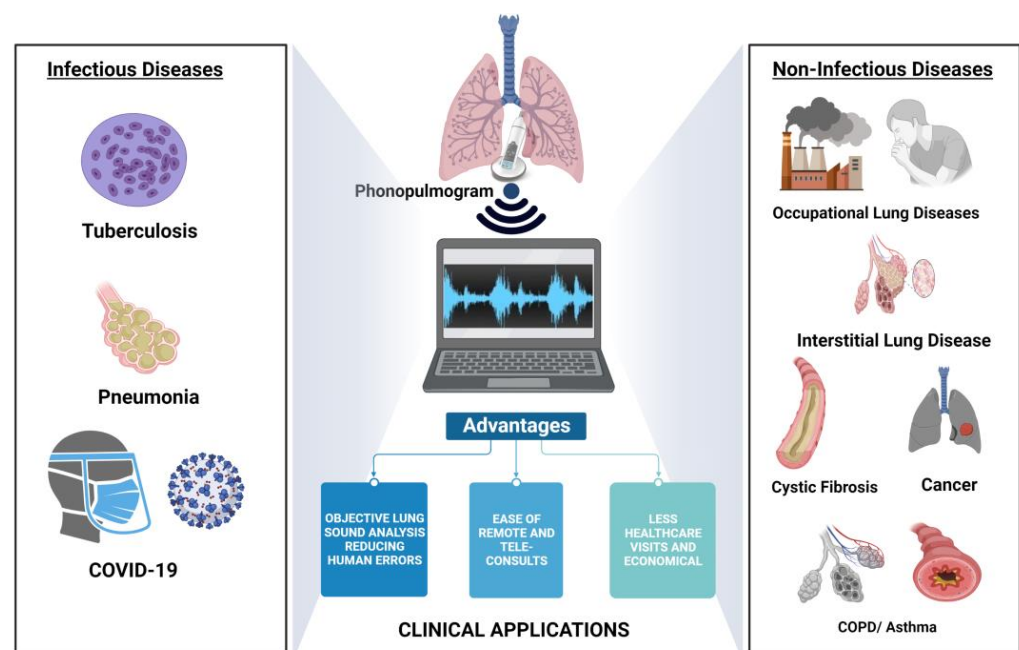 Infectious Diseases
Tuberculosis
Pneumonia
COVID-19
Phonopulmogram
Advantages
OBJECTIVE LUNG
SOUND ANALYSIS
REDUCING
HUMAN ERRORS
EASE OF
REMOTE AND
TELE-
CONSULTS
LESS
HEALTHCARE
VISITS AND
ECONOMICAL
CLINICAL APPLICATIONS
Non-Infectious Diseases
Occupational Lung Diseases
Interstitial Lung Disease
Cystic Fibrosis
Cancer
COPD/ Asthma